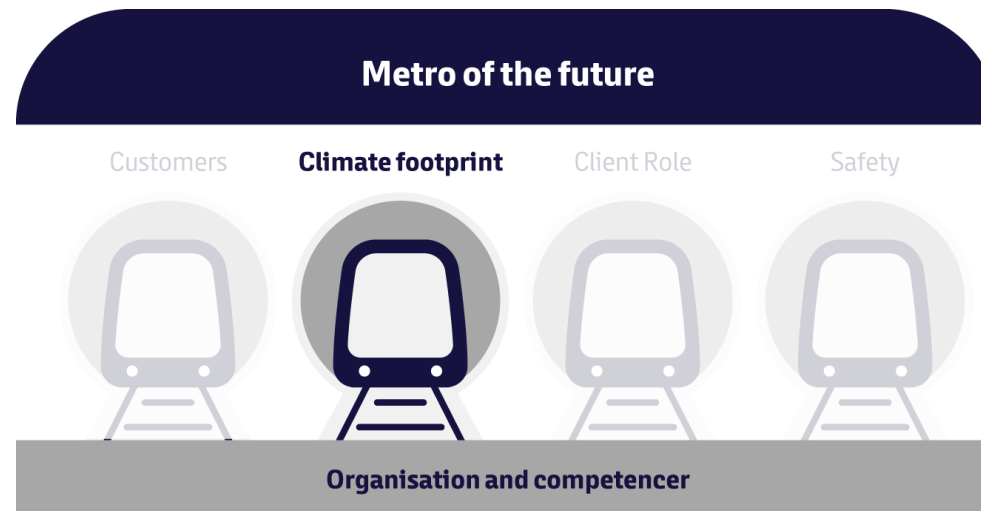 Metro of the future
Customers
Climate footprint
Client Role
Safety
Organisation and competencer